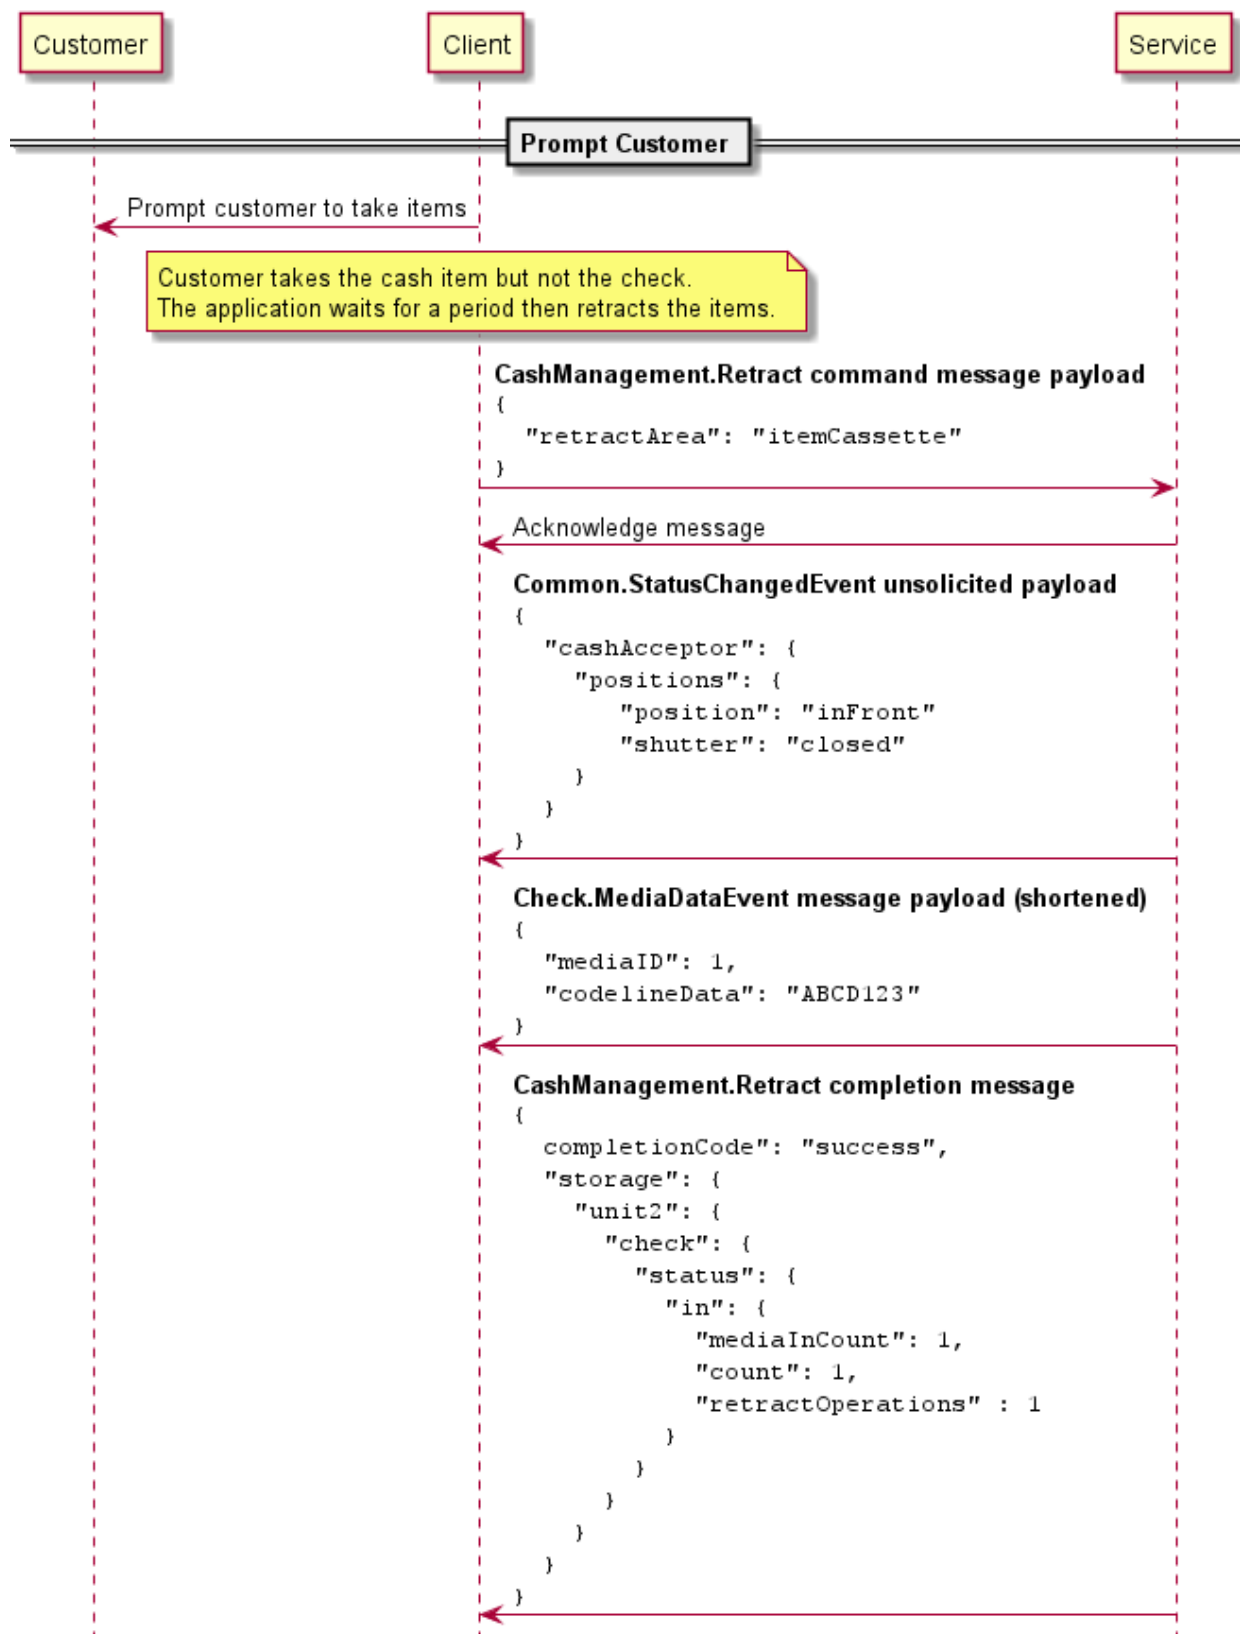 Customer
Client
Service
Prompt Customer
Prompt customer to take items
Customer takes the cash item but not the check.
The application waits for a period then retracts the items.
CashManagement.Retract command message payload
{
  "retractArea": "itemCassette"
}
Acknowledge message
Common.StatusChangedEvent unsolicited payload
{
  "cashAcceptor": {
    "positions": {
       "position": "inFront"
       "shutter": "closed"
    }
  }
}
Check.MediaDataEvent message payload (shortened)
{
  "mediaID": 1,
  "codelineData": "ABCD123"
}
CashManagement.Retract completion message
{
  completionCode": "success",
  "storage": {
    "unit2": {
      "check": {
        "status": {
          "in": {
            "mediaInCount": 1,
            "count": 1,
            "retractOperations" : 1
          }
        }
      }
    }
  }
}